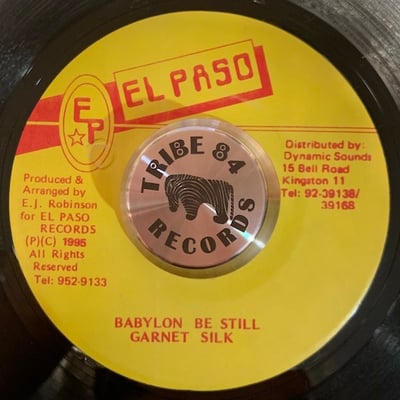 EL PASO
EP
TRIBE 84
RECORDS
Produced &
Arranged by
E.J. Robinson
for EL PASO
RECORDS
(P)(C) 1995
All Rights
Reserved
Tel: 952-9133
Distributed by:
Dynamic Sounds
15 Bell Road
Kingston 11
Tel: 92-39138/
39168
BABYLON BE STILL
GARNET SILK